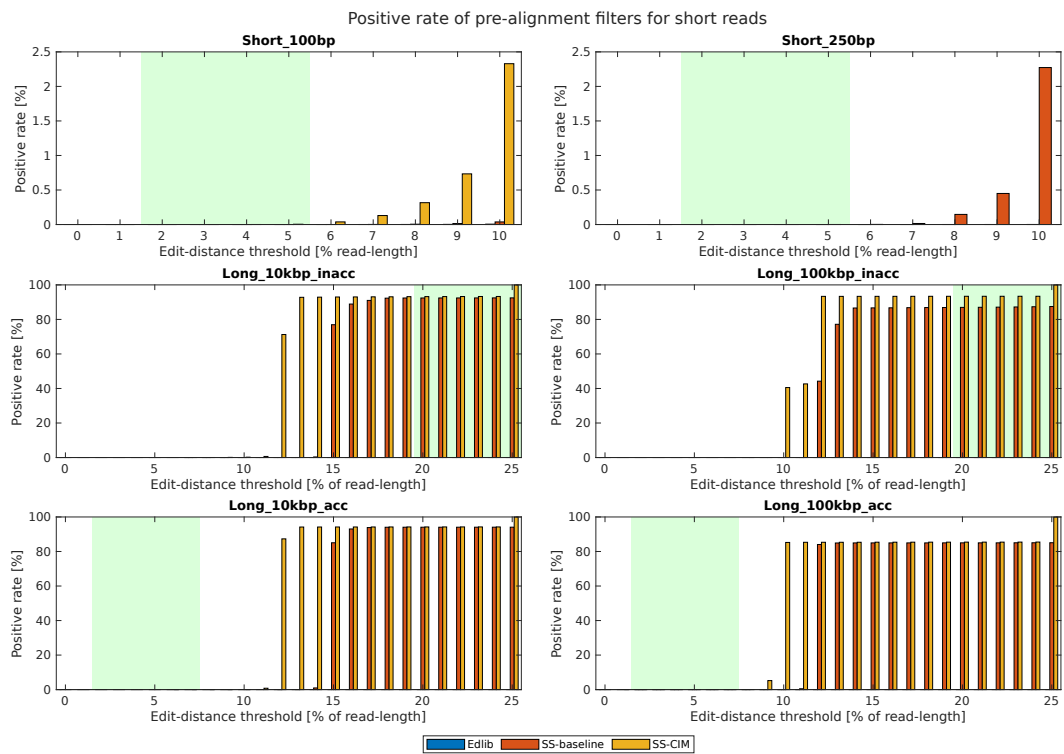 Positive rate of pre-alignment filters for short reads
Short_100bp
Positive rate [%]
2.5
2
1.5
1
0.5
0
0 1 2 3 4 5 6 7 8 9 10
Edit-distance threshold [% read-length]
Short_250bp
Positive rate [%]
2.5
2
1.5
1
0.5
0
0 1 2 3 4 5 6 7 8 9 10
Edit-distance threshold [% read-length]
Long_10kbp_inacc
Positive rate [%]
100
80
60
40
20
0
0 5 10 15 20 25
Edit-distance threshold [% of read-length]
Long_100kbp_inacc
Positive rate [%]
100
80
60
40
20
0
0 5 10 15 20 25
Edit-distance threshold [% of read-length]
Long_10kbp_acc
Positive rate [%]
100
80
60
40
20
0
0 5 10 15 20 25
Edit-distance threshold [% of read-length]
Long_100kbp_acc
Positive rate [%]
100
80
60
40
20
0
0 5 10 15 20 25
Edit-distance threshold [% of read-length]
Edlib SS-baseline SS-CIM